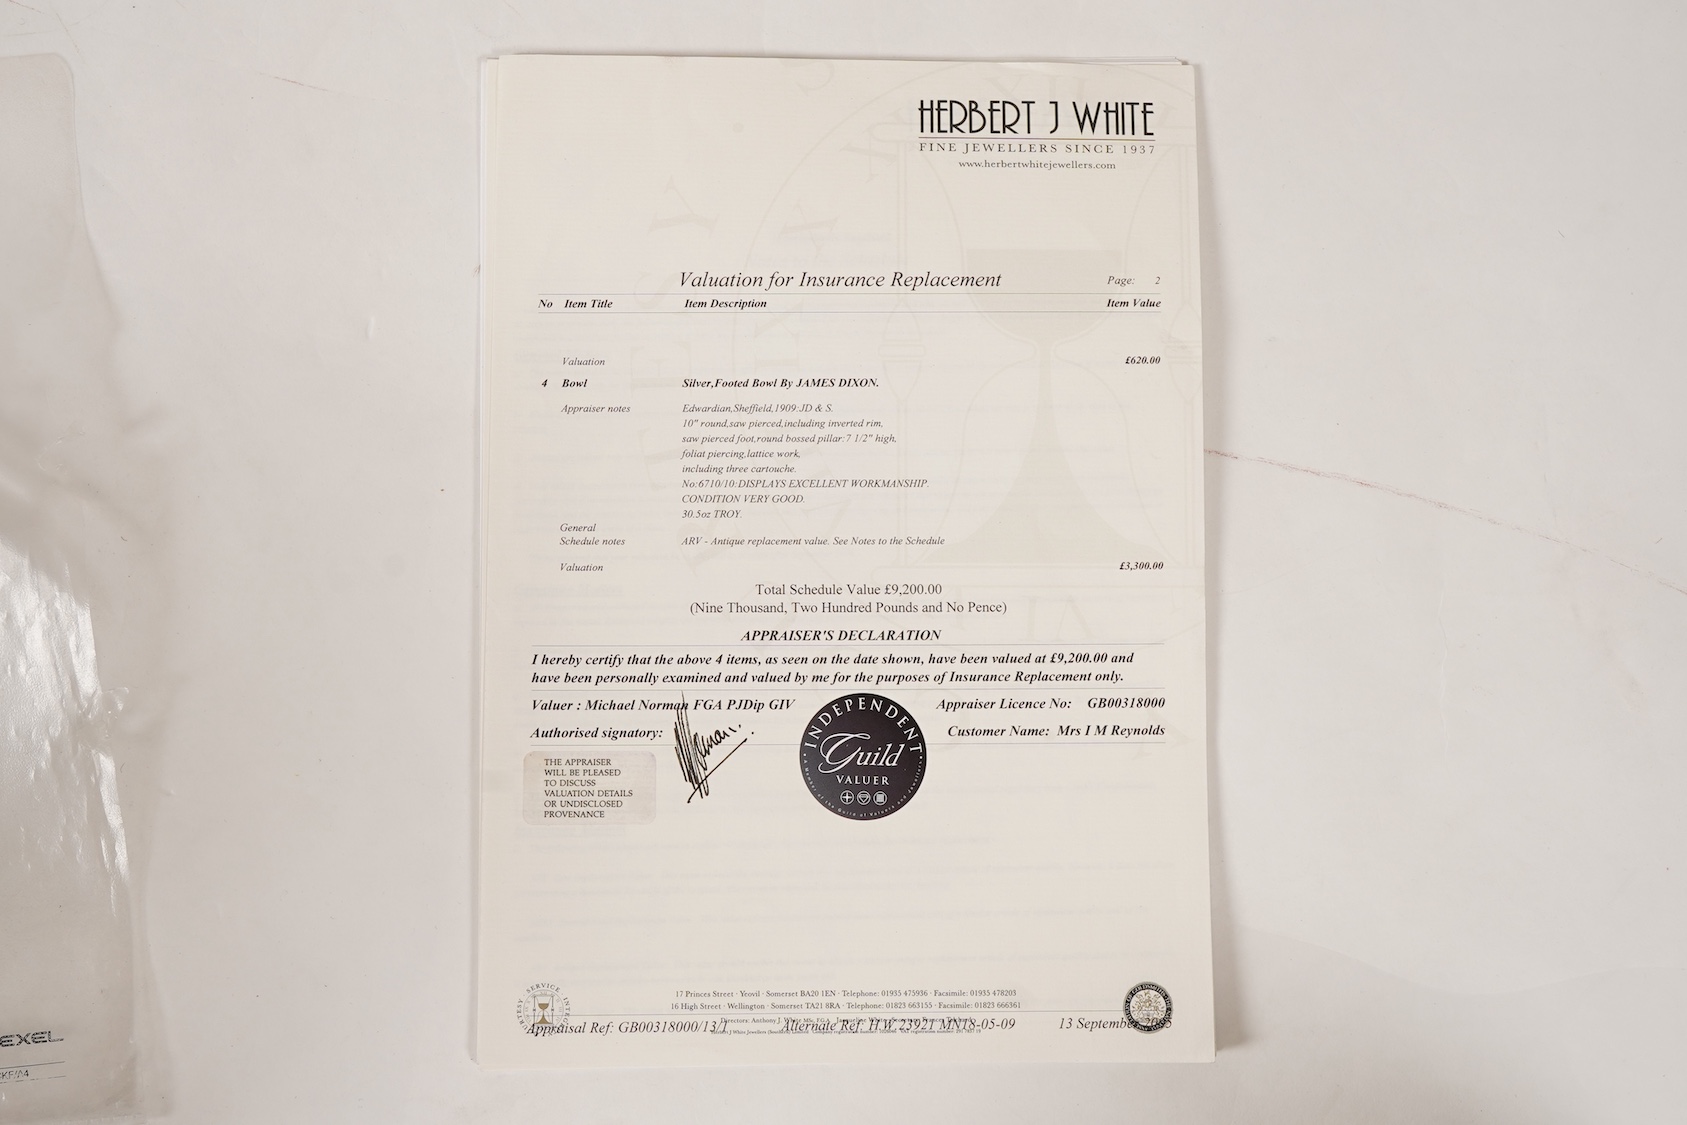 HERBERT J WHITE
FINE JEWELLERS SINCE 1937
www.herbertwhitejewellers.com
Valuation for Insurance Replacement Page: 2
No Item Title Item Description Item Value
Valuation £620.00
4 Bowl Silver,Footed Bowl By JAMES DIXON.
Appraiser notes Edwardian,Sheffield,1909:JD & S.
10" round,saw pierced,including inverted rim,
saw pierced foot,round bossed pillar:7 1/2" high,
foliat piercing,lattice work,
including three cartouche.
No:6710/10:DISPLAYS EXCELLENT WORKMANSHIP.
CONDITION VERY GOOD.
30.5oz TROY.
General
Schedule notes ARV - Antique replacement value. See Notes to the Schedule
Valuation £3,300.00
Total Schedule Value £9,200.00
(Nine Thousand, Two Hundred Pounds and No Pence)
APPRAISER'S DECLARATION
I hereby certify that the above 4 items, as seen on the date shown, have been valued at £9,200.00 and
have been personally examined and valued by me for the purposes of Insurance Replacement only.
Valuer : Michael Norman FGA PJDip GIV Appraiser Licence No: GB00318000
Authorised signatory: Customer Name: Mrs I M Reynolds
INDEPENDENT
Guild
VALUER
THE APPRAISER
WILL BE PLEASED
TO DISCUSS
VALUATION DETAILS
OR UNDISCLOSED
PROVENANCE
17 Princes Street · Yeovil · Somerset BA20 1EN · Telephone: 01935 475936 · Facsimile: 01935 478203
16 High Street · Wellington · Somerset TA21 8RA · Telephone: 01823 663155 · Facsimile: 01823 666361
Directors: Anthony J. White
Appraisal Ref: GB00318000/13/1 Alternate Ref. H.W.23921 MN18-05-09 13 September
SERVICE
EXEL